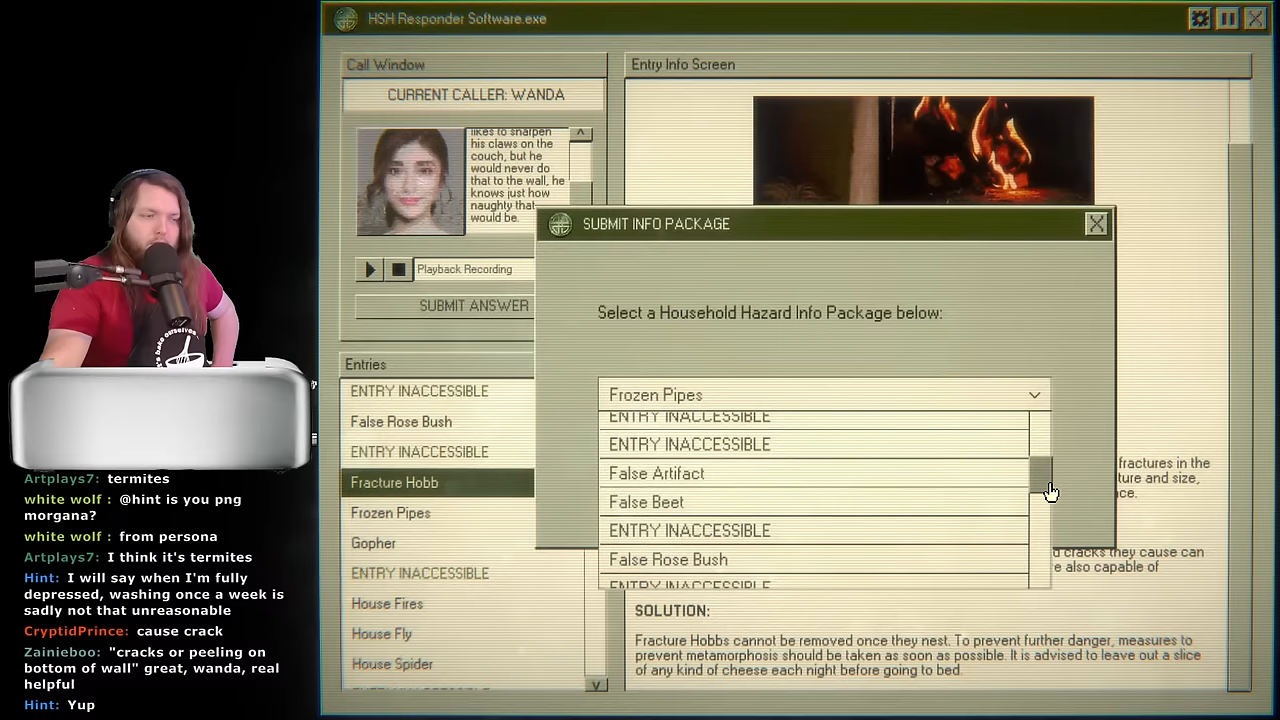 HSH Responder Software.exe
Call Window
CURRENT CALLER: WANDA
likes to sharpen
his claws on the
couch, but he
would never do
that to the wall, he
knows just how
naughty that
would be.
Playback Recording
SUBMIT ANSWER
Entries
ENTRY INACCESSIBLE
False Rose Bush
ENTRY INACCESSIBLE
Fracture Hobb
Frozen Pipes
Gopher
ENTRY INACCESSIBLE
House Fires
House Fly
House Spider
Entry Info Screen
SUBMIT INFO PACKAGE
Select a Household Hazard Info Package below:
Frozen Pipes
ENTRY INACCESSIBLE
ENTRY INACCESSIBLE
False Artifact
False Beet
ENTRY INACCESSIBLE
False Rose Bush
ENTRY INACCESSIBLE
fractures in the
ture and size,
ce.
d cracks they cause can
e also capable of
SOLUTION:
Fracture Hobbs cannot be removed once they nest. To prevent further danger, measures to
prevent metamorphosis should be taken as soon as possible. It is advised to leave out a slice
of any kind of cheese each night before going to bed.
Artplays7: termites
white wolf : @hint is you png
morgana?
white wolf : from persona
Artplays7: I think it's termites
Hint: I will say when I'm fully
depressed, washing once a week is
sadly not that unreasonable
CryptidPrince: cause crack
Zainieboo: "cracks or peeling on
bottom of wall" great, wanda, real
helpful
Hint: Yup